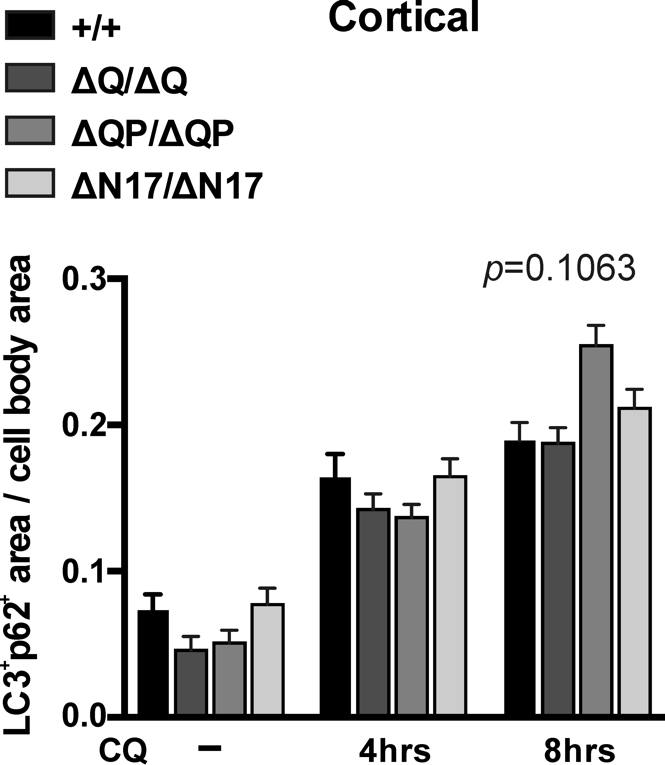 Cortical
+/+
ΔQ/ΔQ
ΔQP/ΔQP
ΔN17/ΔN17
LC3⁺p62⁺ area / cell body area
p=0.1063
0.3
0.2
0.1
0.0
CQ – 4hrs 8hrs